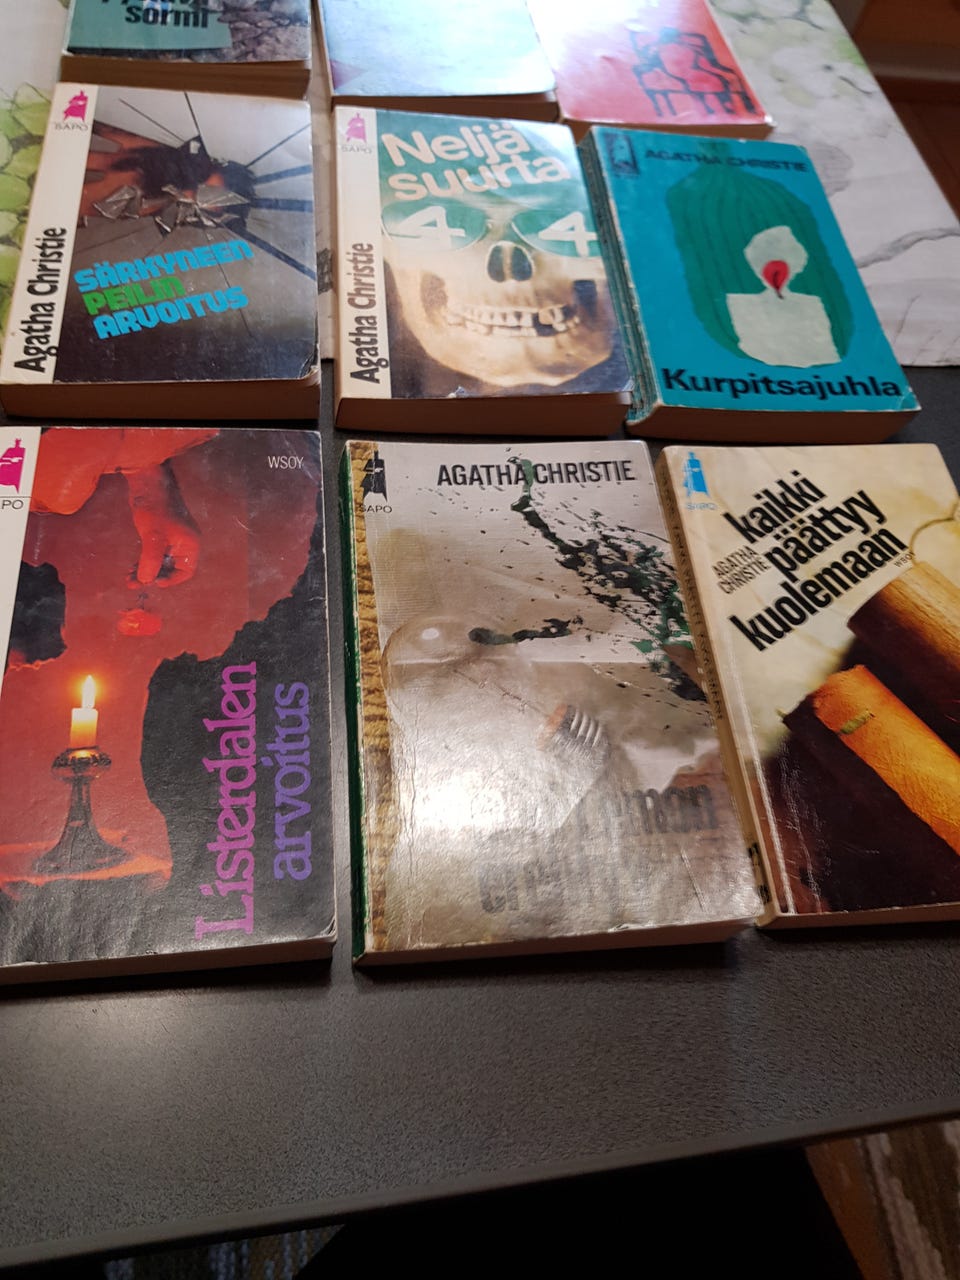 sormi
SAPO
Agatha Christie
SÄRKYNEEN
PEILIN
ARVOITUS
SAPO
Neljä
suurta
4 4
Agatha Christie
AGATHA CHRISTIE
Kurpitsajuhla
PO
WSOY
Listerdalen
arvoitus
SAPO
AGATHA CHRISTIE
SAPO
kaikki
päättyy
kuolemaan
AGATHA
CHRISTIE
WSOY